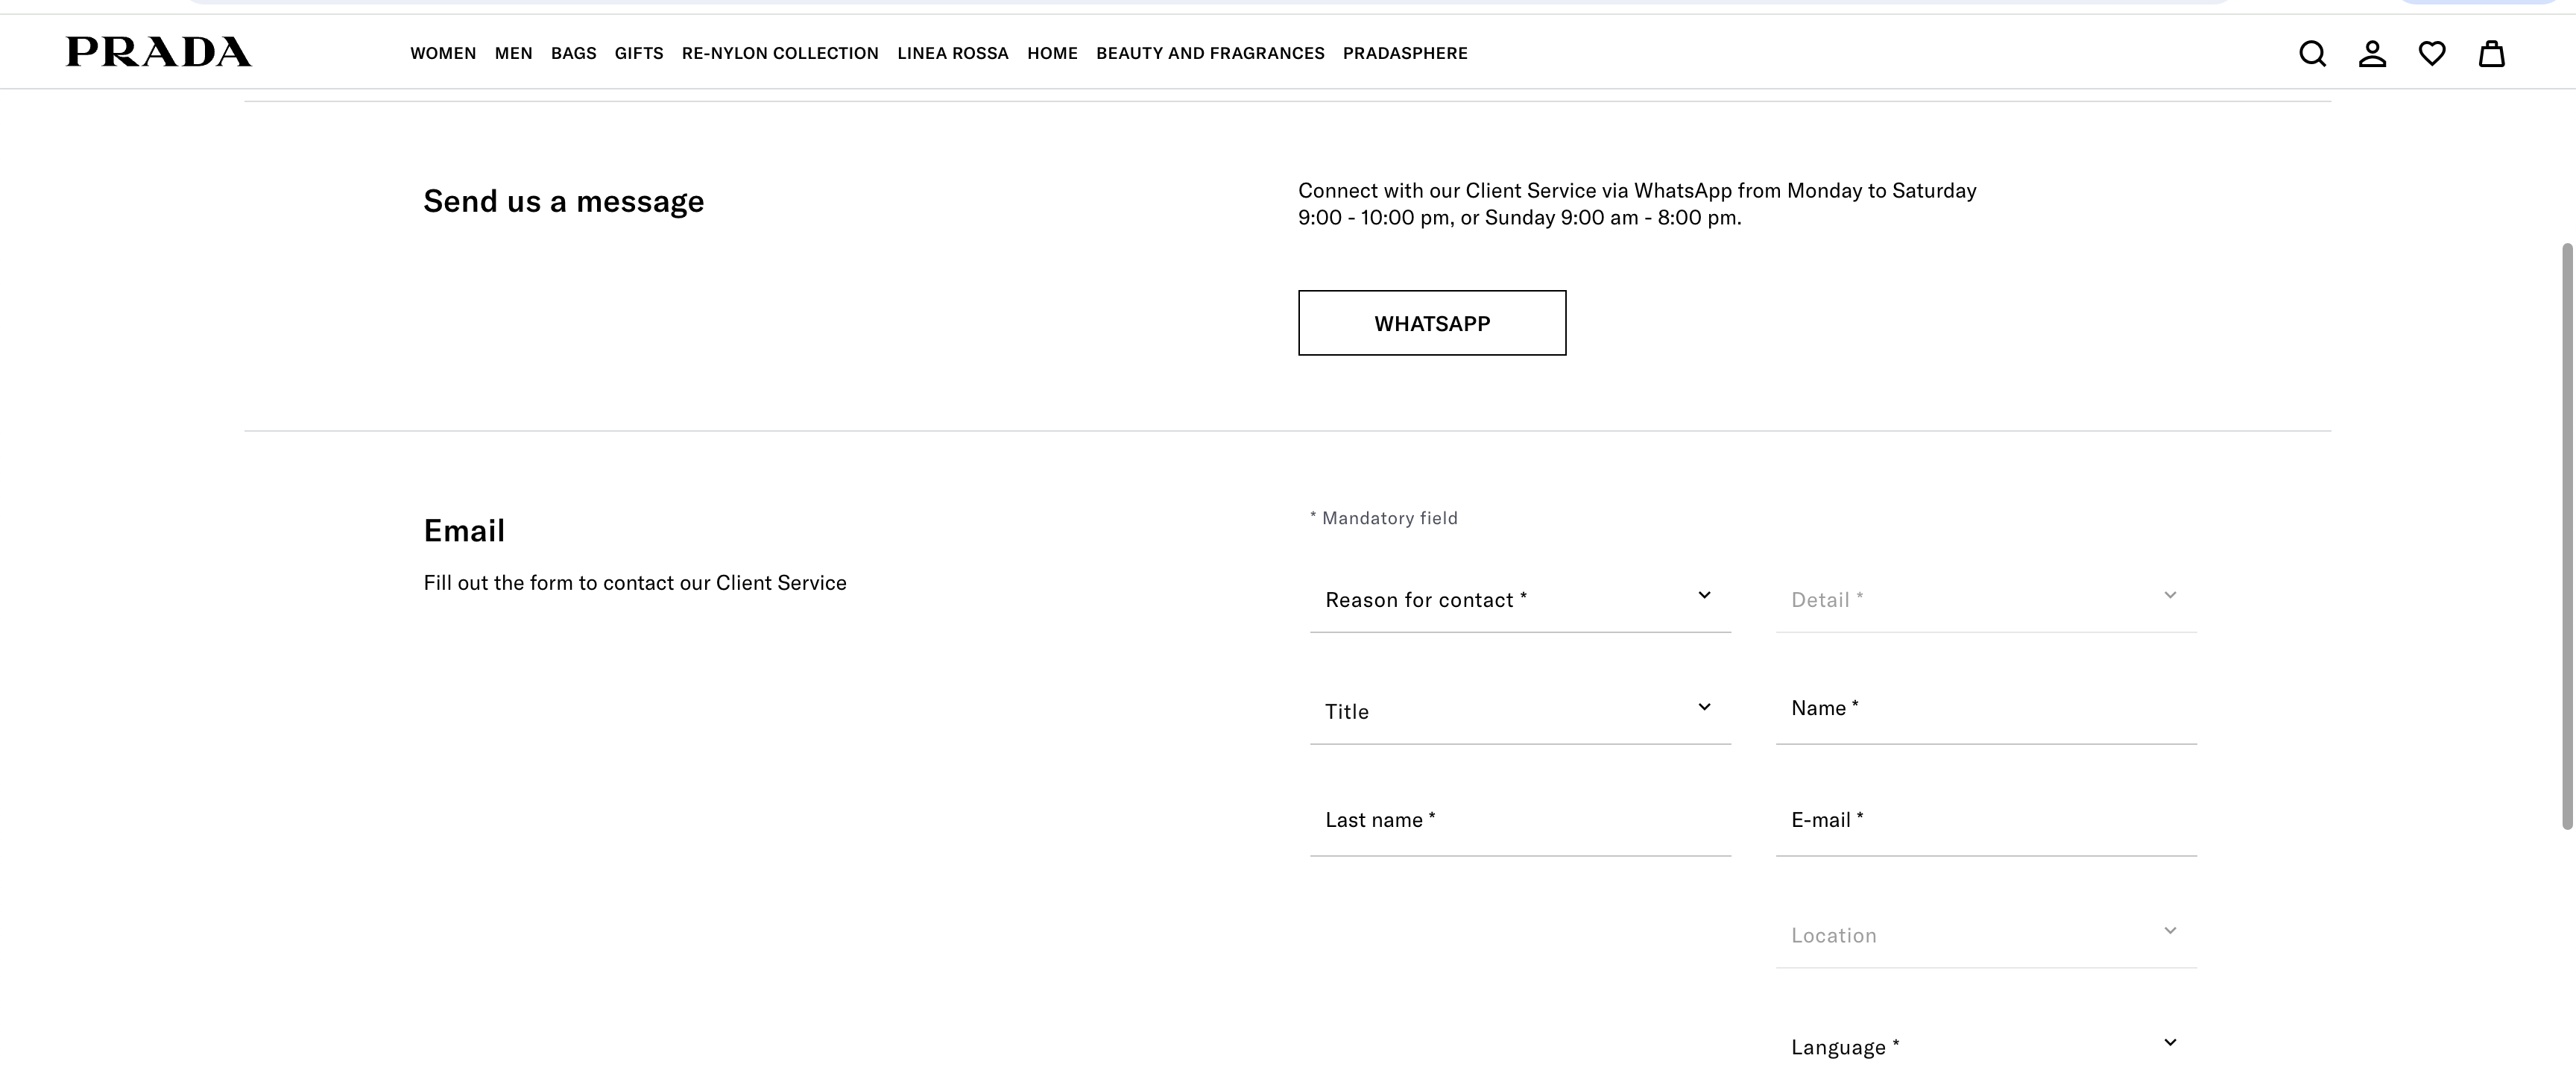 PRADA
WOMEN MEN BAGS GIFTS RE-NYLON COLLECTION LINEA ROSSA HOME BEAUTY AND FRAGRANCES PRADASPHERE
Send us a message
Connect with our Client Service via WhatsApp from Monday to Saturday
9:00 - 10:00 pm, or Sunday 9:00 am - 8:00 pm.
WHATSAPP
Email
Fill out the form to contact our Client Service
* Mandatory field
Reason for contact *
Detail *
Title
Name *
Last name *
E-mail *
Location
Language *